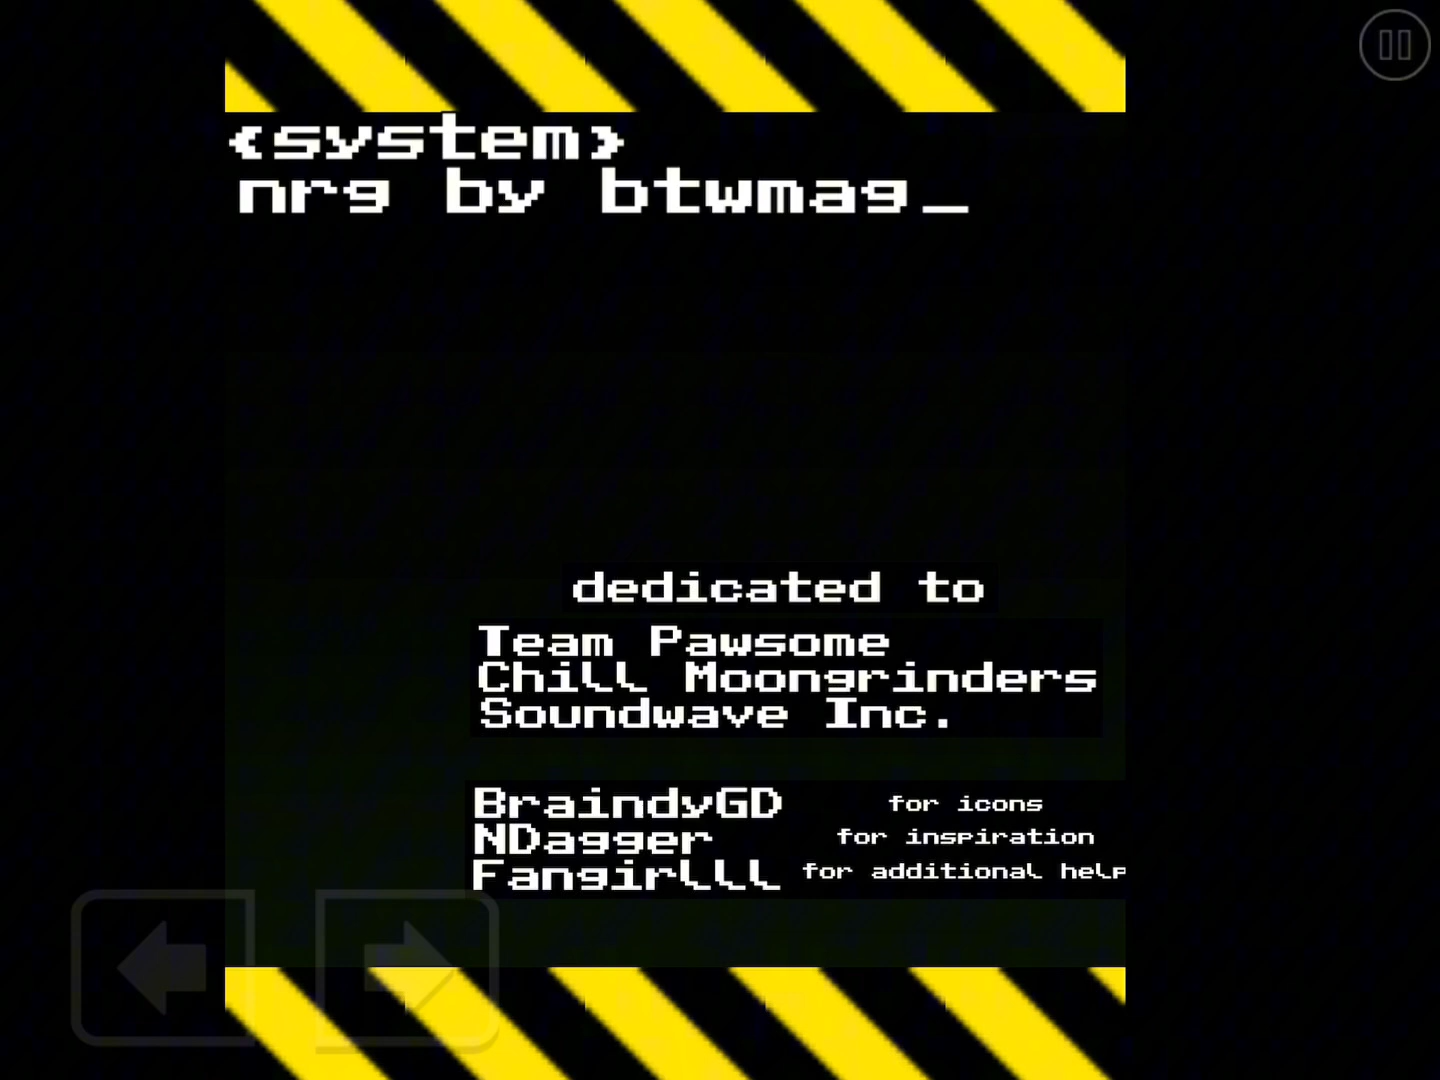 <system>
nrg by btwmag_
dedicated to
Team Pawsome
Chill Moongrinders
Soundwave Inc.
BraindyGD for icons
NDagger for inspiration
Fangirlll for additional help